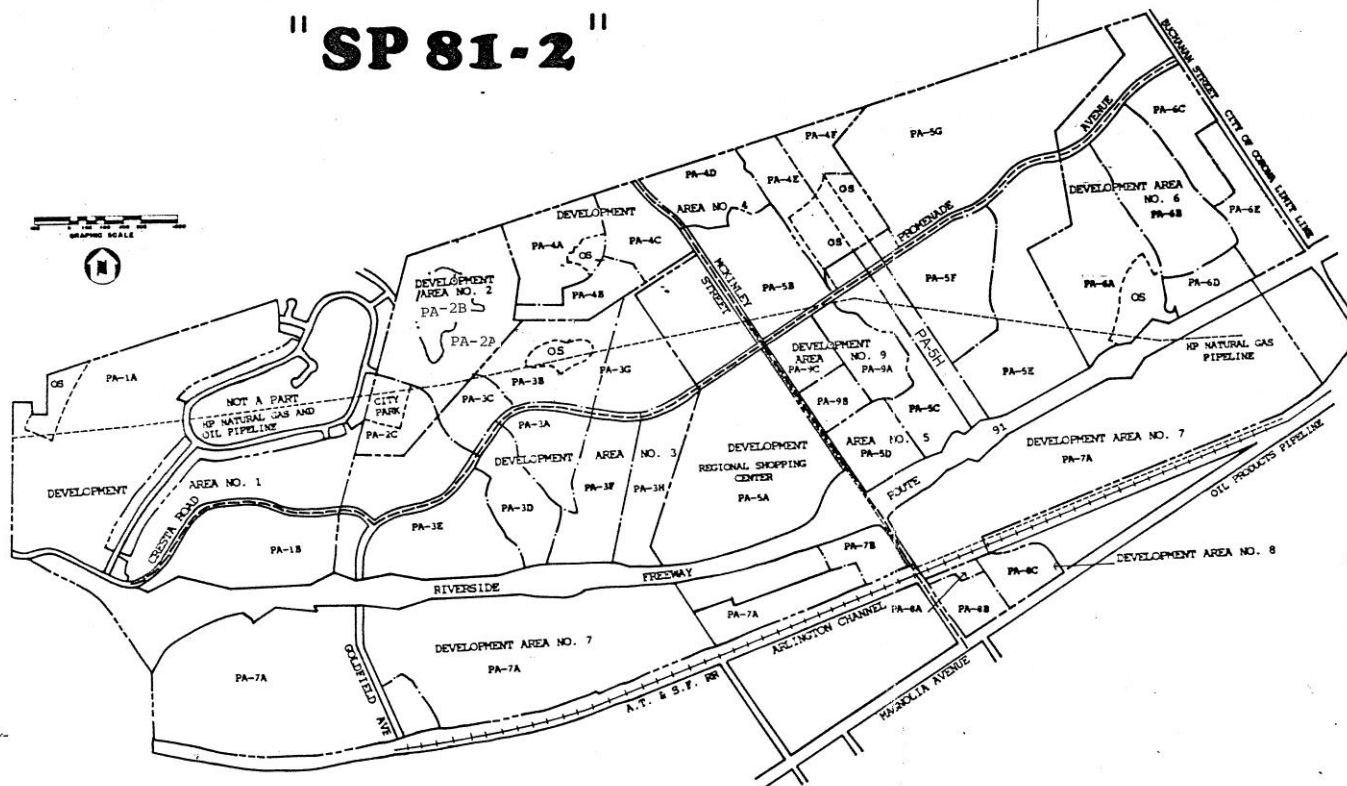 "SP 81-2"
BUCHANAN STREET
CITY OF CORONA LIMIT LINE
AVENUE
PROMENADE
PA-6C
PA-4F
PA-5G
PA-4D
PA-4E
OS
DEVELOPMENT AREA
NO. 6
PA-6B
PA-6E
DEVELOPMENT
AREA NO. 4
PA-4A
PA-4C
OS
OS
GRAPHIC SCALE
N
MCKINLEY
STREET
DEVELOPMENT
AREA NO. 2
PA-2B
PA-4B
PA-5B
PA-5F
PA-6A
OS
PA-6D
PA-2A
OS
PA-5H
DEVELOPMENT
AREA NO. 9
PA-9C
PA-9A
HP NATURAL GAS
PIPELINE
OS
PA-1A
PA-3B
PA-3G
PA-5E
NOT A PART
HP NATURAL GAS AND
OIL PIPELINE
CITY
PARK
PA-3C
PA-9B
PA-5C
PA-2C
PA-3A
DEVELOPMENT
AREA NO. 5
PA-5D
REGIONAL SHOPPING
CENTER
PA-5A
ROUTE 91
DEVELOPMENT AREA NO. 7
PA-7A
OIL PRODUCTS PIPELINE
DEVELOPMENT
AREA NO. 1
DEVELOPMENT AREA NO. 3
PA-3F
PA-3H
PA-3D
PA-3E
CRESTA ROAD
PA-1B
PA-7B
RIVERSIDE
FREEWAY
DEVELOPMENT AREA NO. 8
PA-8C
PA-8A
PA-8B
PA-7A
ARLINGTON CHANNEL
DEVELOPMENT AREA NO. 7
PA-7A
PA-7A
GOLDFIELD AVE
A.T. & S.F. RR
MAGNOLIA AVENUE